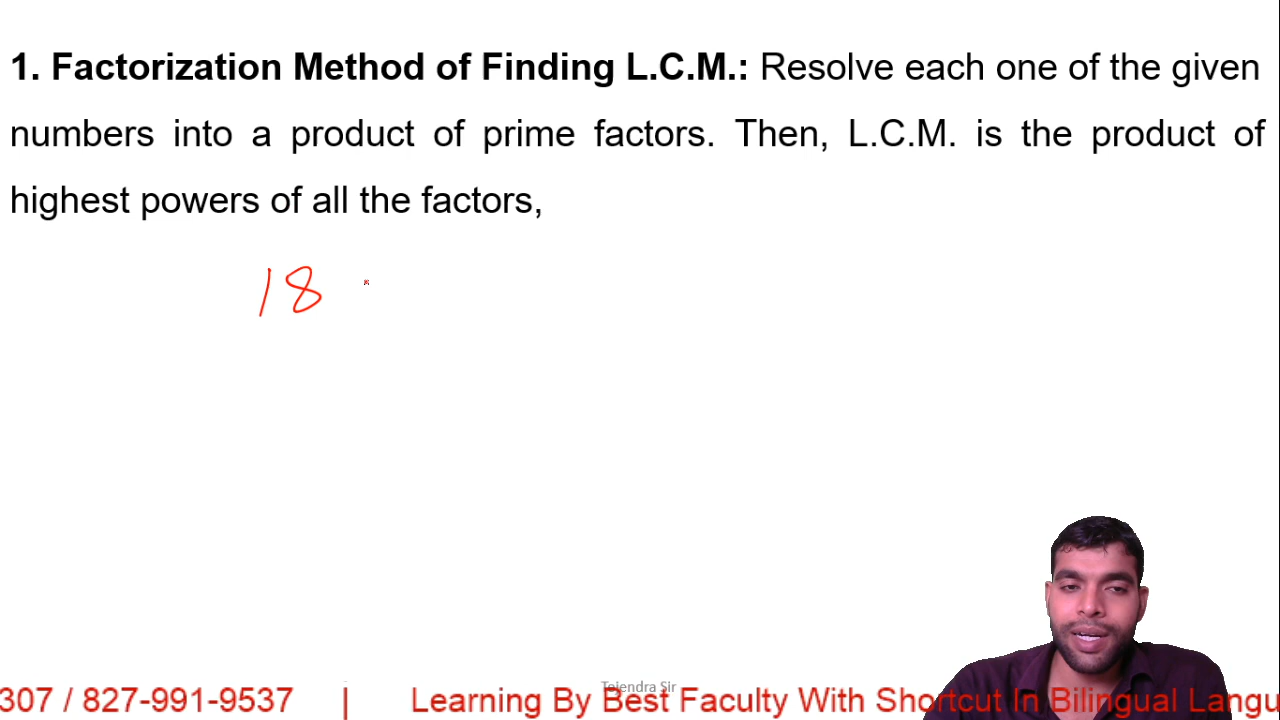 1. Factorization Method of Finding L.C.M.: Resolve each one of the given
numbers into a product of prime factors. Then, L.C.M. is the product of
highest powers of all the factors,
18
Tejendra Sir
307 / 827-991-9537 | Learning By Best Faculty With Shortcut In Bilingual Langu